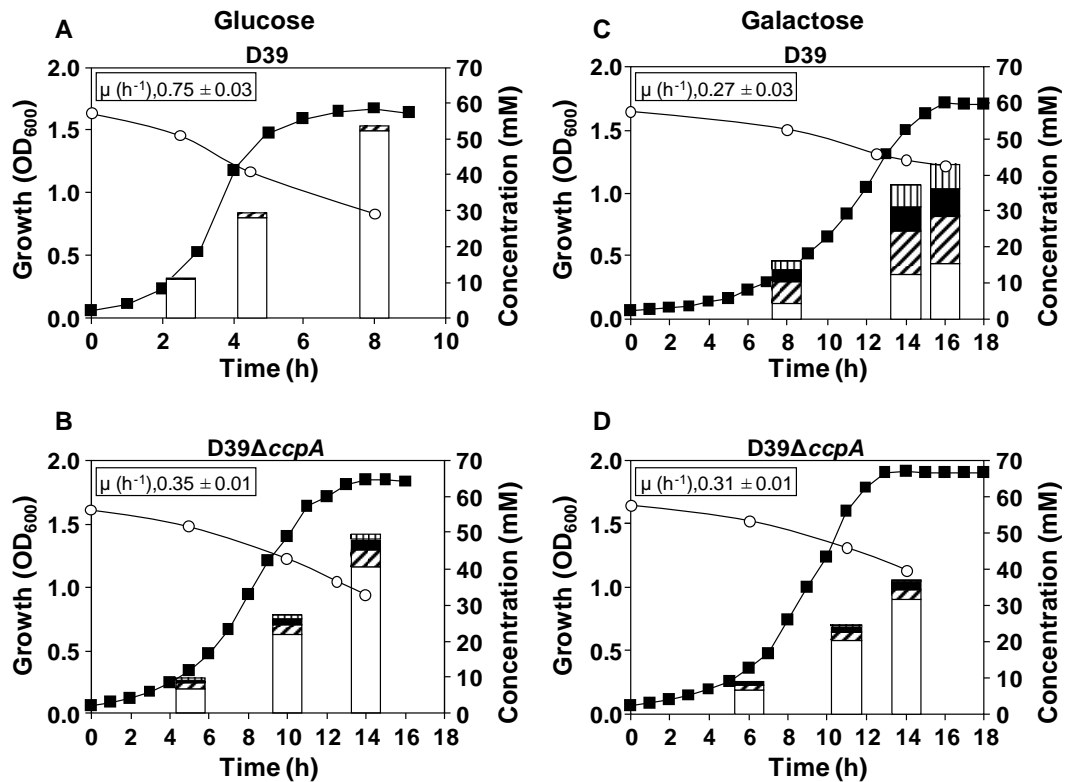 Glucose
Galactose
A
D39
μ (h⁻¹),0.75 ± 0.03
Growth (OD₆₀₀)
2.0
1.5
1.0
0.5
0.0
70
60
50
40
30
20
10
0
Concentration (mM)
0 2 4 6 8 10
Time (h)
C
D39
μ (h⁻¹),0.27 ± 0.03
Growth (OD₆₀₀)
2.0
1.5
1.0
0.5
0.0
70
60
50
40
30
20
10
0
Concentration (mM)
0 2 4 6 8 10 12 14 16 18
Time (h)
B
D39ΔccpA
μ (h⁻¹),0.35 ± 0.01
Growth (OD₆₀₀)
2.0
1.5
1.0
0.5
0.0
70
60
50
40
30
20
10
0
Concentration (mM)
0 2 4 6 8 10 12 14 16 18
Time (h)
D
D39ΔccpA
μ (h⁻¹),0.31 ± 0.01
Growth (OD₆₀₀)
2.0
1.5
1.0
0.5
0.0
70
60
50
40
30
20
10
0
Concentration (mM)
0 2 4 6 8 10 12 14 16 18
Time (h)